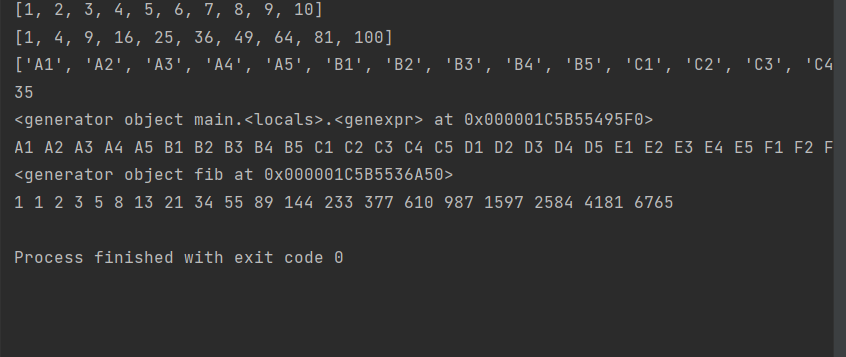 [1, 2, 3, 4, 5, 6, 7, 8, 9, 10]
[1, 4, 9, 16, 25, 36, 49, 64, 81, 100]
['A1', 'A2', 'A3', 'A4', 'A5', 'B1', 'B2', 'B3', 'B4', 'B5', 'C1', 'C2', 'C3', 'C4
35
<generator object main.<locals>.<genexpr> at 0x000001C5B55495F0>
A1 A2 A3 A4 A5 B1 B2 B3 B4 B5 C1 C2 C3 C4 C5 D1 D2 D3 D4 D5 E1 E2 E3 E4 E5 F1 F2 F
<generator object fib at 0x000001C5B5536A50>
1 1 2 3 5 8 13 21 34 55 89 144 233 377 610 987 1597 2584 4181 6765
Process finished with exit code 0